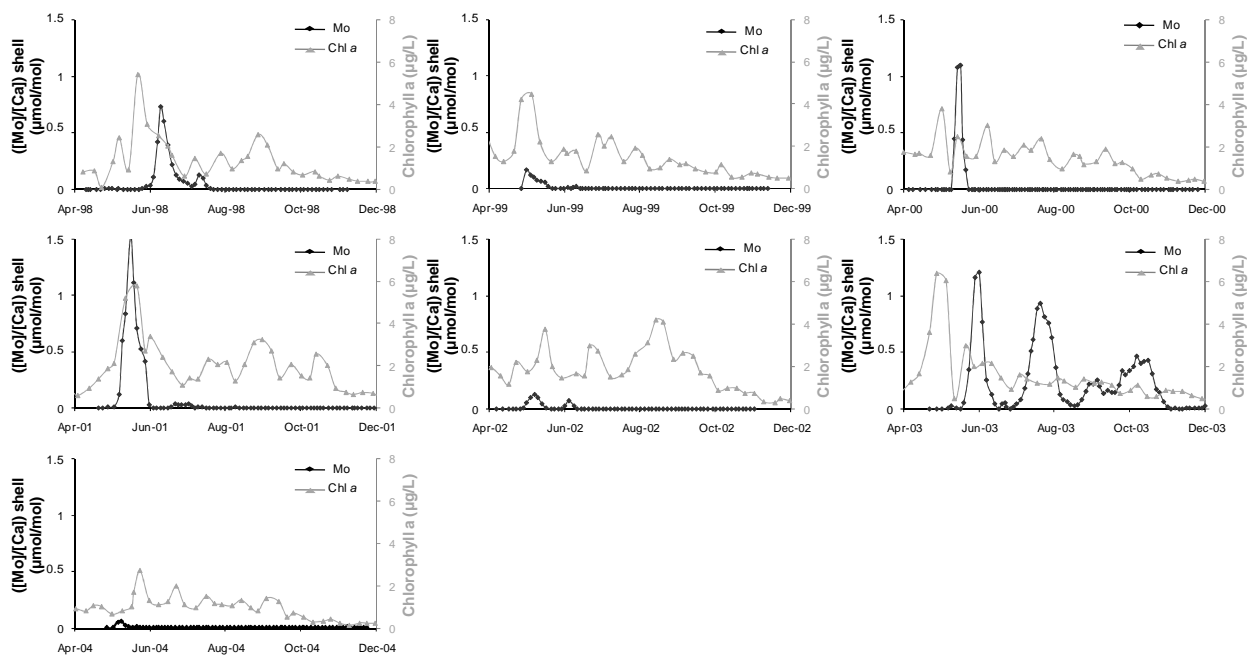 ([Mo]/[Ca]) shell
(µmol/mol)
1.5
1
0.5
0
Mo
Chl a
8
6
4
2
0
Chlorophyll a (µg/L)
Apr-98
Jun-98
Aug-98
Oct-98
Dec-98
([Mo]/[Ca]) shell
(µmol/mol)
1.5
1
0.5
0
Mo
Chl a
8
6
4
2
0
Chlorophyll a (µg/L)
Apr-99
Jun-99
Aug-99
Oct-99
Dec-99
([Mo]/[Ca]) shell
(µmol/mol)
1.5
1
0.5
0
Mo
Chl a
8
6
4
2
0
Chlorophyll a (µg/L)
Apr-00
Jun-00
Aug-00
Oct-00
Dec-00
([Mo]/[Ca]) shell
(µmol/mol)
1.5
1
0.5
0
Mo
Chl a
8
6
4
2
0
Chlorophyll a (µg/L)
Apr-01
Jun-01
Aug-01
Oct-01
Dec-01
([Mo]/[Ca]) shell
(µmol/mol)
1.5
1
0.5
0
Mo
Chl a
8
6
4
2
0
Chlorophyll a (µg/L)
Apr-02
Jun-02
Aug-02
Oct-02
Dec-02
([Mo]/[Ca]) shell
(µmol/mol)
1.5
1
0.5
0
Mo
Chl a
8
6
4
2
0
Chlorophyll a (µg/L)
Apr-03
Jun-03
Aug-03
Oct-03
Dec-03
([Mo]/[Ca]) shell
(µmol/mol)
1.5
1
0.5
0
Mo
Chl a
8
6
4
2
0
Chlorophyll a (µg/L)
Apr-04
Jun-04
Aug-04
Oct-04
Dec-04